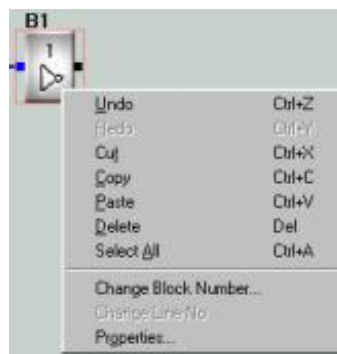 B1
1
Undo Ctrl+Z
Redo Ctrl+Y
Cut Ctrl+X
Copy Ctrl+C
Paste Ctrl+V
Delete Del
Select All Ctrl+A
Change Block Number...
Change Line No
Properties...